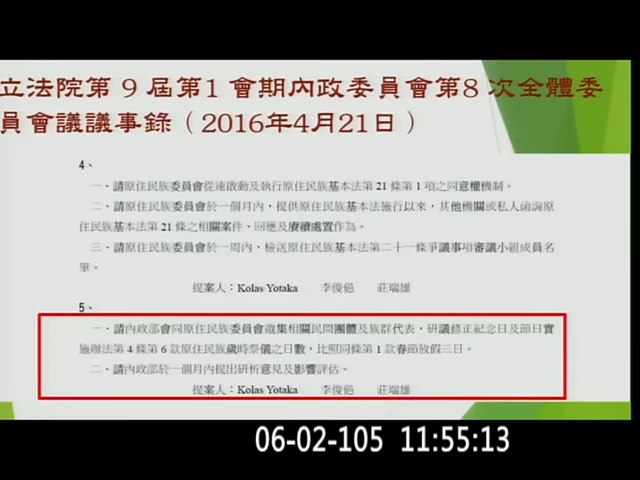 立法院第 9 屆第1 會期內政委員會第8 次全體委
員會議議事錄（2016年4月21日）
4、
一、請原住民族委員會從速啟動及執行原住民族基本法第 21 條第 1 項之同意權機制。
二、請原住民族委員會於一個月內，提供原住民族基本法施行以來，其他機關或私人函詢原
住民族基本法第 21 條之相關案件、回應及賡續處置作為。
三、請原住民族委員會於一周內，檢送原住民族基本法第二十一條爭議事項審議小組成員名
單。
提案人：Kolas Yotaka 李俊俋 莊瑞雄
5、
一、請內政部會同原住民族委員會邀集相關民間團體及族群代表，研議修正紀念日及節日實
施辦法第 4 條第 6 款原住民族歲時祭儀之日數，比照同條第 1 款春節放假三日。
二、請內政部於一個月內提出研析意見及影響評估。
提案人：Kolas Yotaka 李俊俋 莊瑞雄
06-02-105 11:55:13